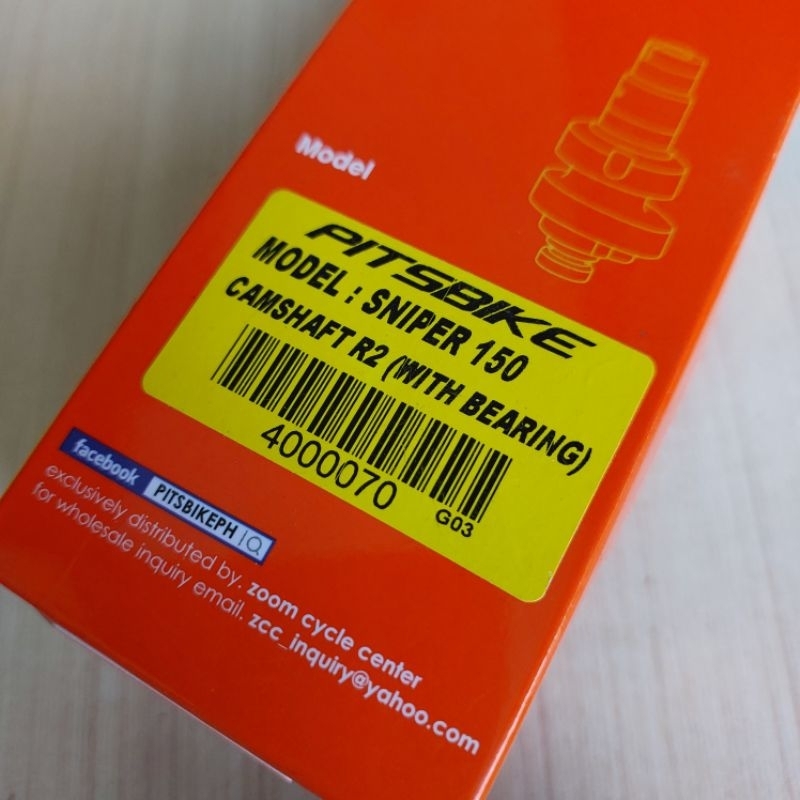 Model
PITSBIKE
MODEL : SNIPER 150
CAMSHAFT R2 (WITH BEARING)
4000070
G03
facebook PITSBIKEPH
exclusively distributed by. zoom cycle center
for wholesale inquiry email. zcc_inquiry@yahoo.com